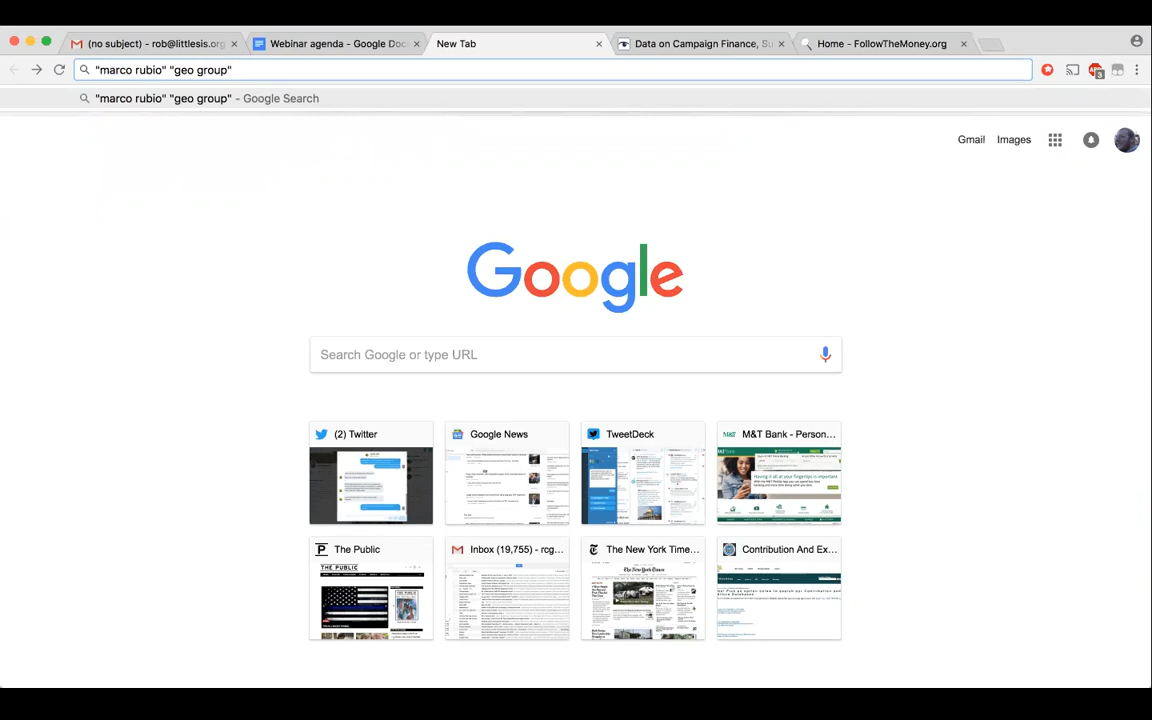 (no subject) - rob@littlesis.org
Webinar agenda - Google Doc
New Tab
Data on Campaign Finance, Su
Home - FollowTheMoney.org
"marco rubio" "geo group"
"marco rubio" "geo group" - Google Search
Gmail
Images
Google
Search Google or type URL
(2) Twitter
Google News
TweetDeck
M&T Bank - Person...
The Public
Inbox (19,755) - rcg...
The New York Time...
Contribution And Ex...
THE PUBLIC